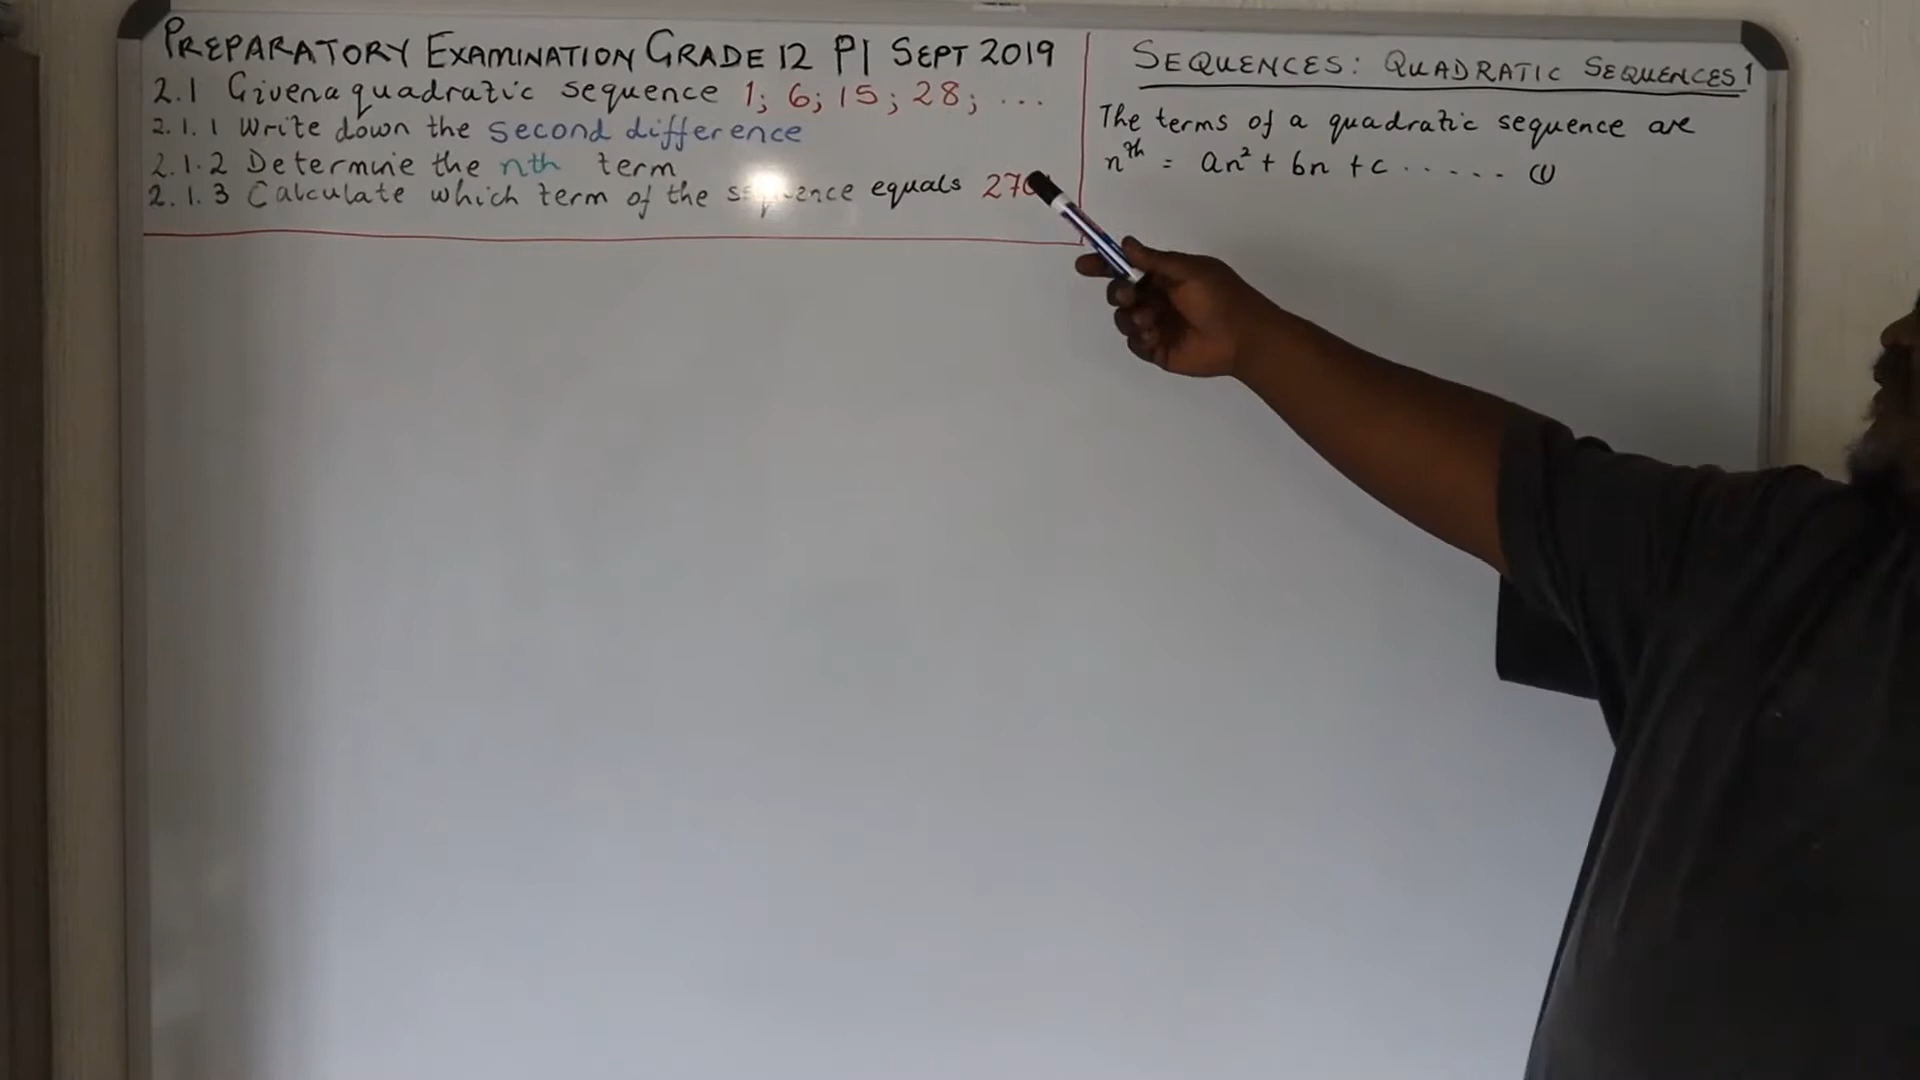 PREPARATORY EXAMINATION GRADE 12 P1 SEPT 2019
2.1 Given a quadratic sequence 1; 6; 15; 28; ...
2.1.1 Write down the second difference
2.1.2 Determine the nth term
2.1.3 Calculate which term of the sequence equals
SEQUENCES: QUADRATIC SEQUENCES 1
The terms of a quadratic sequence are
nth = an² + bn + c ..... (1)